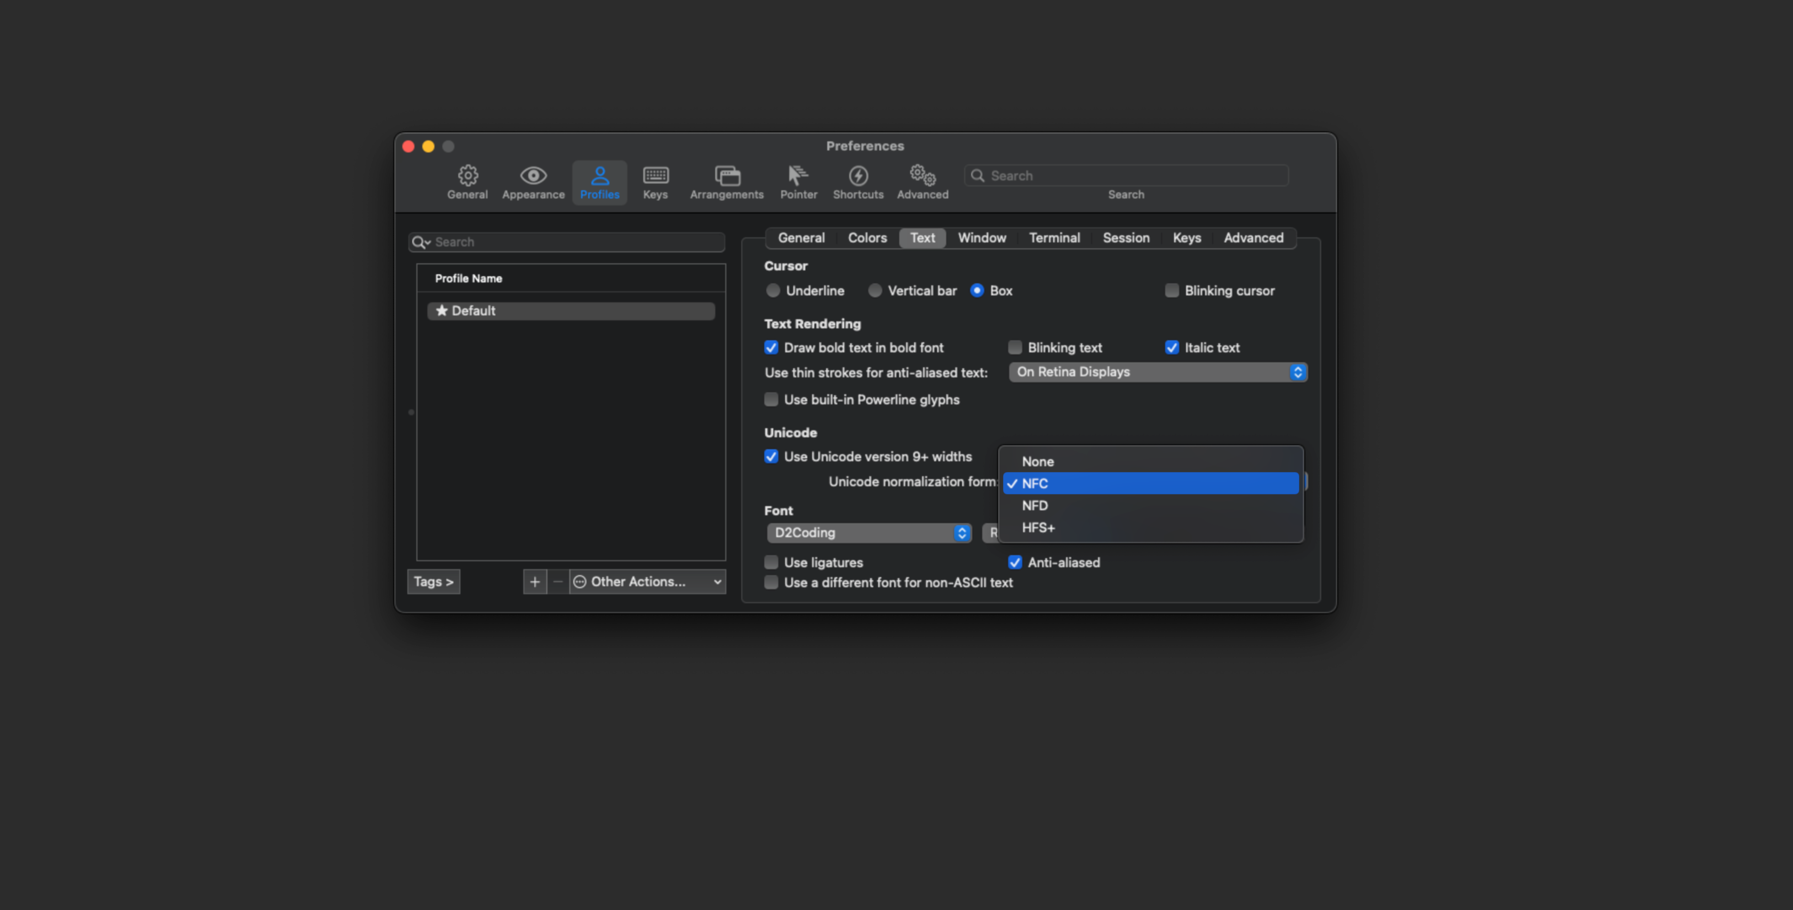 Preferences
General
Appearance
Profiles
Keys
Arrangements
Pointer
Shortcuts
Advanced
Search
Search
Search
Profile Name
★ Default
Tags >
+
−
Other Actions...
General
Colors
Text
Window
Terminal
Session
Keys
Advanced
Cursor
Underline
Vertical bar
Box
Blinking cursor
Text Rendering
Draw bold text in bold font
Blinking text
Italic text
Use thin strokes for anti-aliased text:
On Retina Displays
Use built-in Powerline glyphs
Unicode
Use Unicode version 9+ widths
Unicode normalization form:
None
✓ NFC
NFD
HFS+
Font
D2Coding
Use ligatures
Anti-aliased
Use a different font for non-ASCII text